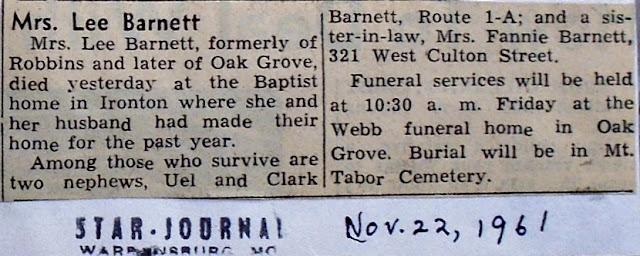 Mrs. Lee Barnett
Mrs. Lee Barnett, formerly of
Robbins and later of Oak Grove,
died yesterday at the Baptist
home in Ironton where she and
her husband had made their
home for the past year.
Among those who survive are
two nephews, Uel and Clark
Barnett, Route 1-A; and a sis-
ter-in-law, Mrs. Fannie Barnett,
321 West Culton Street.
Funeral services will be held
at 10:30 a. m. Friday at the
Webb funeral home in Oak
Grove. Burial will be in Mt.
Tabor Cemetery.
STAR-JOURNAL
WARRENSBURG, MO
Nov. 22, 1961